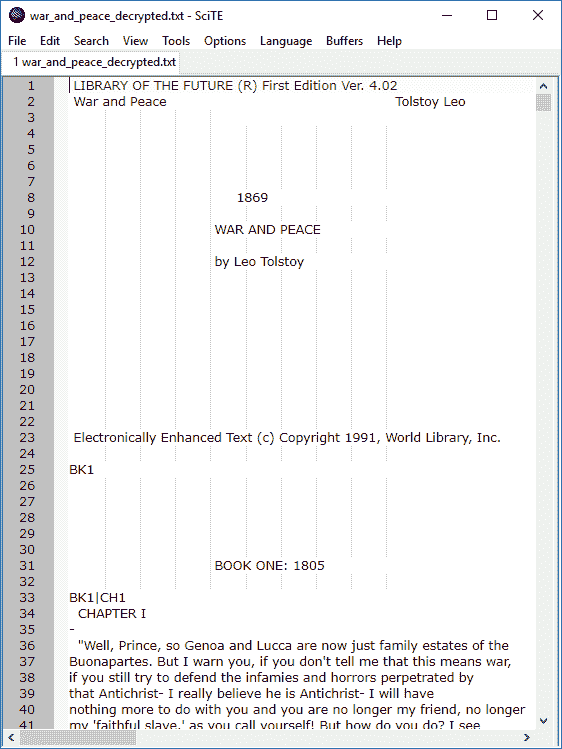 war_and_peace_decrypted.txt - SciTE
File Edit Search View Tools Options Language Buffers Help
1 war_and_peace_decrypted.txt
1 LIBRARY OF THE FUTURE (R) First Edition Ver. 4.02
2 War and Peace Tolstoy Leo
3
4
5
6
7
8 1869
9
10 WAR AND PEACE
11
12 by Leo Tolstoy
13
14
15
16
17
18
19
20
21
22
23 Electronically Enhanced Text (c) Copyright 1991, World Library, Inc.
24
25 BK1
26
27
28
29
30
31 BOOK ONE: 1805
32
33 BK1|CH1
34 CHAPTER I
35 -
36 "Well, Prince, so Genoa and Lucca are now just family estates of the
37 Buonapartes. But I warn you, if you don't tell me that this means war,
38 if you still try to defend the infamies and horrors perpetrated by
39 that Antichrist- I really believe he is Antichrist- I will have
40 nothing more to do with you and you are no longer my friend, no longer
41 my 'faithful slave,' as you call yourself! But how do you do? I see